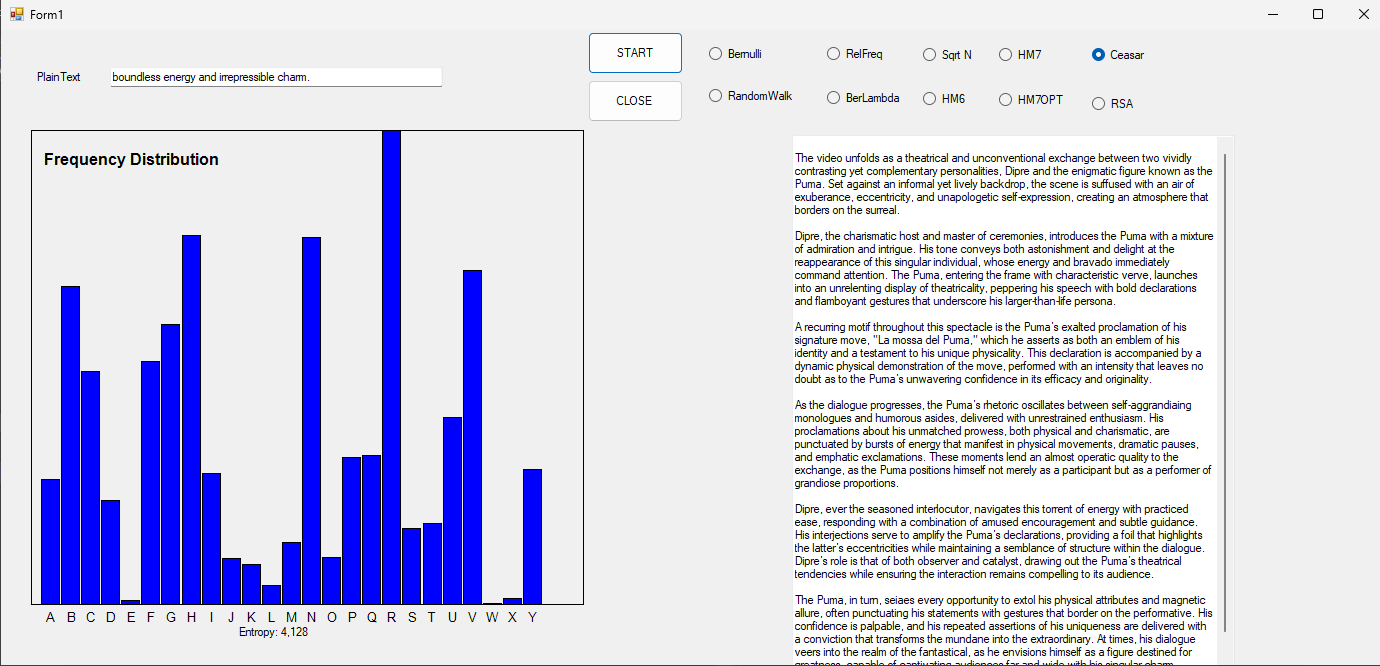 Form1
START
Bernulli
RelFreq
Sqrt N
HM7
Ceasar
PlainText
boundless energy and irrepressible charm.
CLOSE
RandomWalk
BerLambda
HM6
HM7OPT
RSA
Frequency Distribution
A B C D E F G H I J K L M N O P Q R S T U V W X Y
Entropy: 4,128
The video unfolds as a theatrical and unconventional exchange between two vividly
contrasting yet complementary personalities, Dipre and the enigmatic figure known as the
Puma. Set against an informal yet lively backdrop, the scene is suffused with an air of
exuberance, eccentricity, and unapologetic self-expression, creating an atmosphere that
borders on the surreal.
Dipre, the charismatic host and master of ceremonies, introduces the Puma with a mixture
of admiration and intrigue. His tone conveys both astonishment and delight at the
reappearance of this singular individual, whose energy and bravado immediately
command attention. The Puma, entering the frame with characteristic verve, launches
into an unrelenting display of theatricality, peppering his speech with bold declarations
and flamboyant gestures that underscore his larger-than-life persona.
A recurring motif throughout this spectacle is the Puma's exalted proclamation of his
signature move, "La mossa del Puma," which he asserts as both an emblem of his
identity and a testament to his unique physicality. This declaration is accompanied by a
dynamic physical demonstration of the move, performed with an intensity that leaves no
doubt as to the Puma's unwavering confidence in its efficacy and originality.
As the dialogue progresses, the Puma's rhetoric oscillates between self-aggrandiaing
monologues and humorous asides, delivered with unrestrained enthusiasm. His
proclamations about his unmatched prowess, both physical and charismatic, are
punctuated by bursts of energy that manifest in physical movements, dramatic pauses,
and emphatic exclamations. These moments lend an almost operatic quality to the
exchange, as the Puma positions himself not merely as a participant but as a performer of
grandiose proportions.
Dipre, ever the seasoned interlocutor, navigates this torrent of energy with practiced
ease, responding with a combination of amused encouragement and subtle guidance.
His interjections serve to amplify the Puma's declarations, providing a foil that highlights
the latter's eccentricities while maintaining a semblance of structure within the dialogue.
Dipre's role is that of both observer and catalyst, drawing out the Puma's theatrical
tendencies while ensuring the interaction remains compelling to its audience.
The Puma, in turn, seiaes every opportunity to extol his physical attributes and magnetic
allure, often punctuating his statements with gestures that border on the performative. His
confidence is palpable, and his repeated assertions of his uniqueness are delivered with
a conviction that transforms the mundane into the extraordinary. At times, his dialogue
veers into the realm of the fantastical, as he envisions himself as a figure destined for
greatness, capable of captivating audiences far and wide with his singular charm